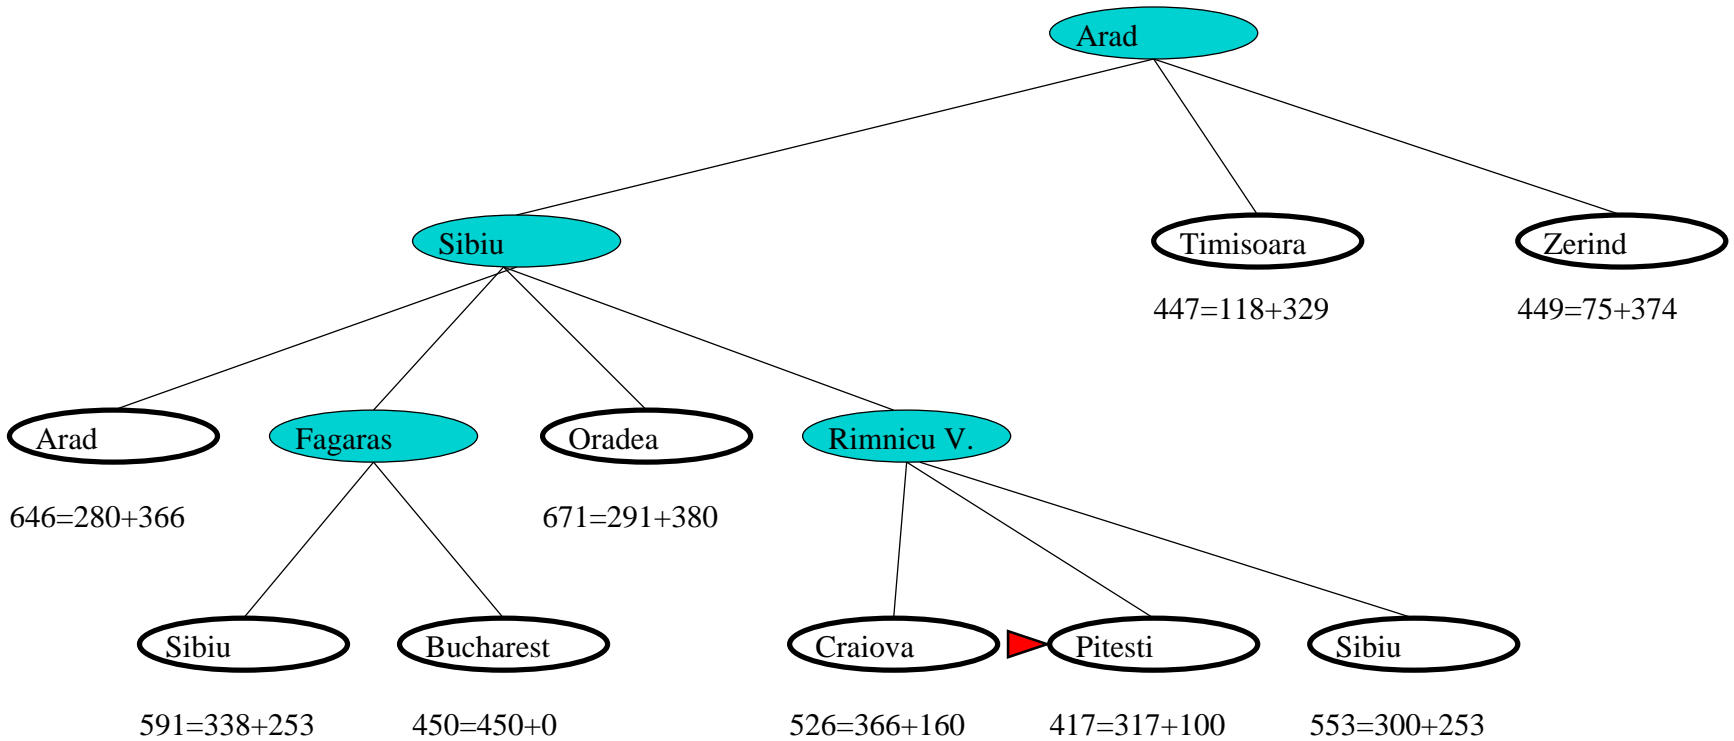 Arad
Sibiu
Timisoara
Zerind
447=118+329
449=75+374
Arad
Fagaras
Oradea
Rimnicu V.
646=280+366
671=291+380
Sibiu
Bucharest
Craiova
Pitesti
Sibiu
591=338+253
450=450+0
526=366+160
417=317+100
553=300+253